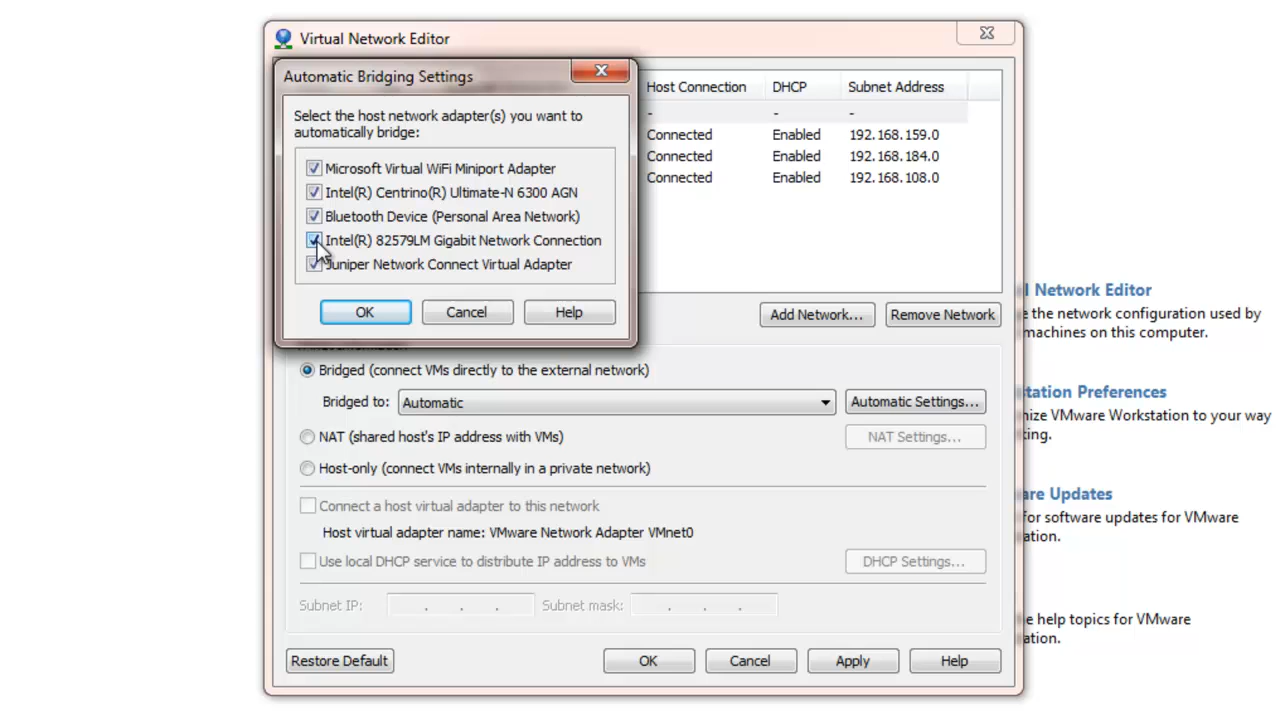 Virtual Network Editor
Automatic Bridging Settings
Select the host network adapter(s) you want to
automatically bridge:
Microsoft Virtual WiFi Miniport Adapter
Intel(R) Centrino(R) Ultimate-N 6300 AGN
Bluetooth Device (Personal Area Network)
Intel(R) 82579LM Gigabit Network Connection
Juniper Network Connect Virtual Adapter
OK Cancel Help
Host Connection DHCP Subnet Address
- - -
Connected Enabled 192.168.159.0
Connected Enabled 192.168.184.0
Connected Enabled 192.168.108.0
Add Network... Remove Network
Bridged (connect VMs directly to the external network)
Bridged to: Automatic Automatic Settings...
NAT (shared host's IP address with VMs) NAT Settings...
Host-only (connect VMs internally in a private network)
Connect a host virtual adapter to this network
Host virtual adapter name: VMware Network Adapter VMnet0
Use local DHCP service to distribute IP address to VMs DHCP Settings...
Subnet IP: . . . Subnet mask: . . .
Restore Default OK Cancel Apply Help
l Network Editor
e the network configuration used by
machines on this computer.
station Preferences
mize VMware Workstation to your way
king.
are Updates
for software updates for VMware
ation.
e help topics for VMware
ation.